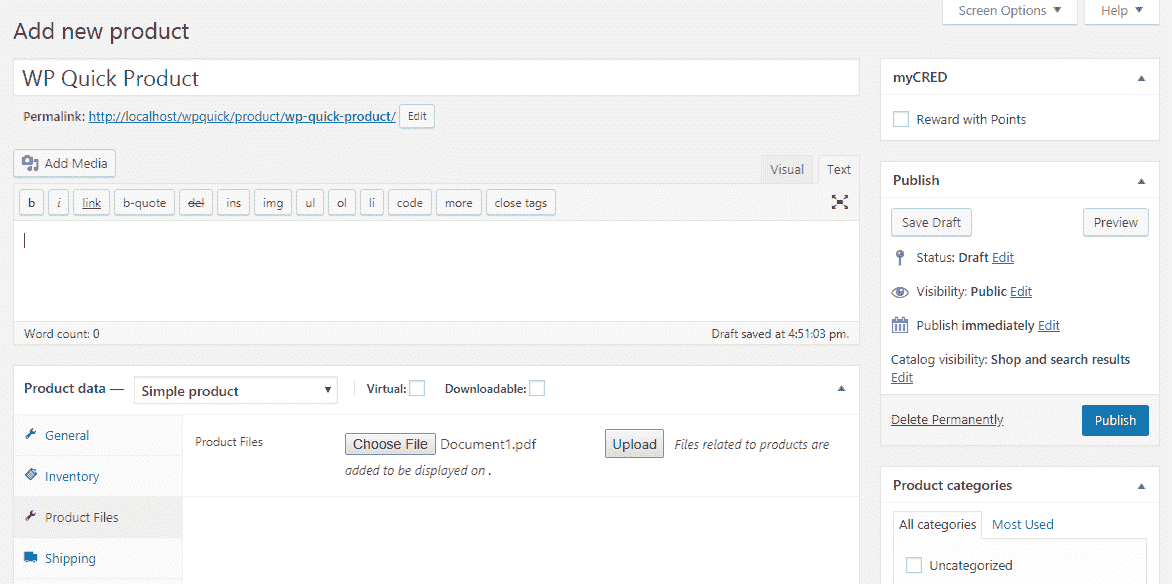 Screen Options ▼
Help ▼
Add new product
WP Quick Product
Permalink: http://localhost/wpquick/product/wp-quick-product/ Edit
Add Media
Visual
Text
b i link b-quote del ins img ul ol li code more close tags
Word count: 0
Draft saved at 4:51:03 pm.
Product data — Simple product ▼ Virtual: Downloadable:
General
Inventory
Product Files
Shipping
Product Files
Choose File Document1.pdf Upload Files related to products are
added to be displayed on .
myCRED
Reward with Points
Publish
Save Draft
Preview
Status: Draft Edit
Visibility: Public Edit
Publish immediately Edit
Catalog visibility: Shop and search results
Edit
Delete Permanently
Publish
Product categories
All categories Most Used
Uncategorized